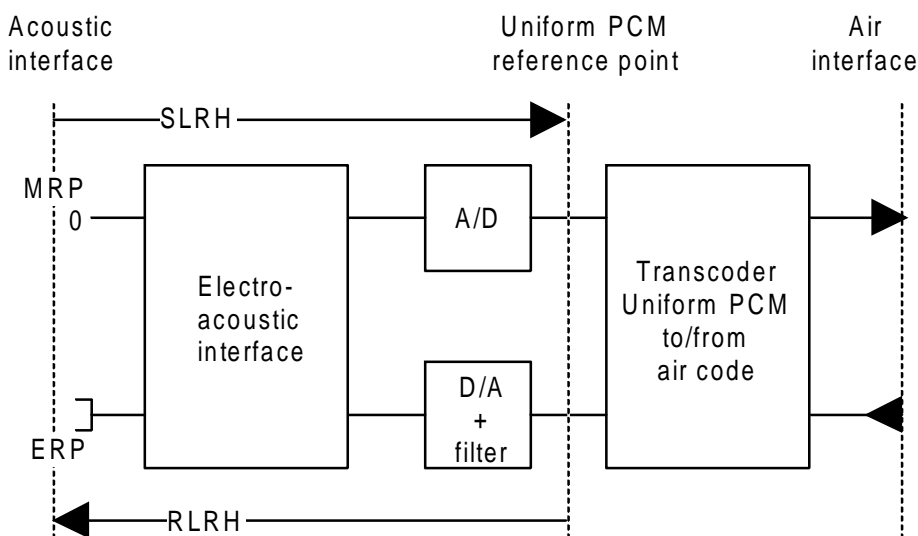 Acoustic
interface
Uniform PCM
reference point
Air
interface
SLRH
MRP
0
A/D
Electro-
acoustic
interface
Transcoder
Uniform PCM
to/from
air code
D/A
+
filter
ERP
RLRH